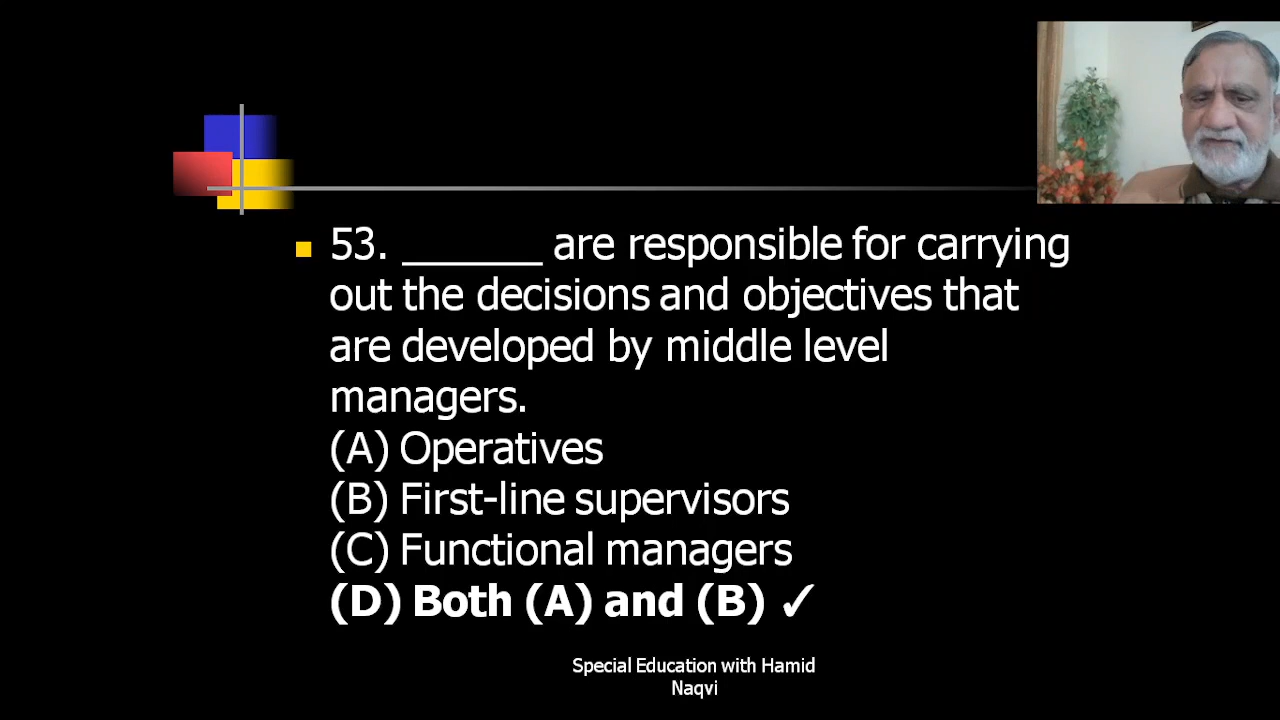 53. ______ are responsible for carrying
out the decisions and objectives that
are developed by middle level
managers.
(A) Operatives
(B) First-line supervisors
(C) Functional managers
(D) Both (A) and (B) ✓
Special Education with Hamid
Naqvi